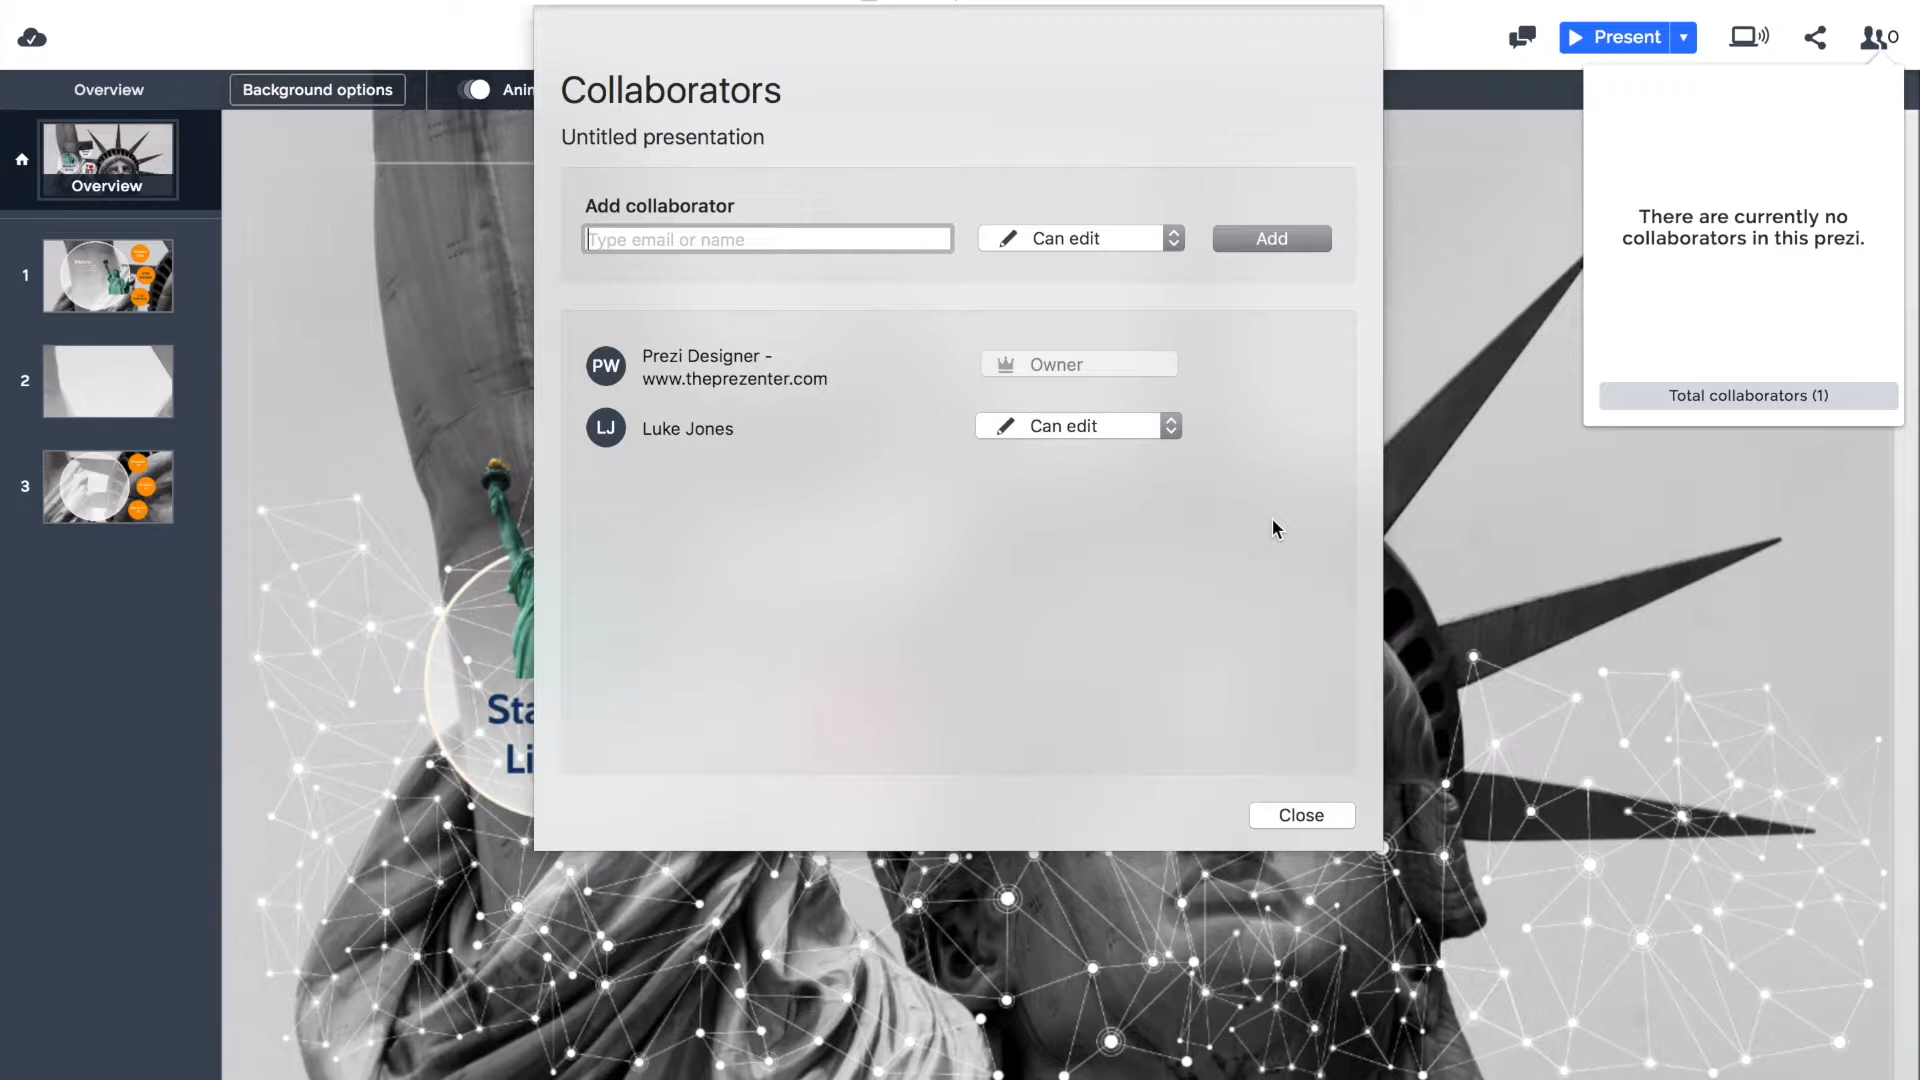 Present
0
Overview
Background options
Anin
Overview
1
2
3
Collaborators
Untitled presentation
Add collaborator
Type email or name
Can edit
Add
PW
Prezi Designer -
www.theprezenter.com
Owner
LJ
Luke Jones
Can edit
Close
There are currently no
collaborators in this prezi.
Total collaborators (1)
Sta
Li